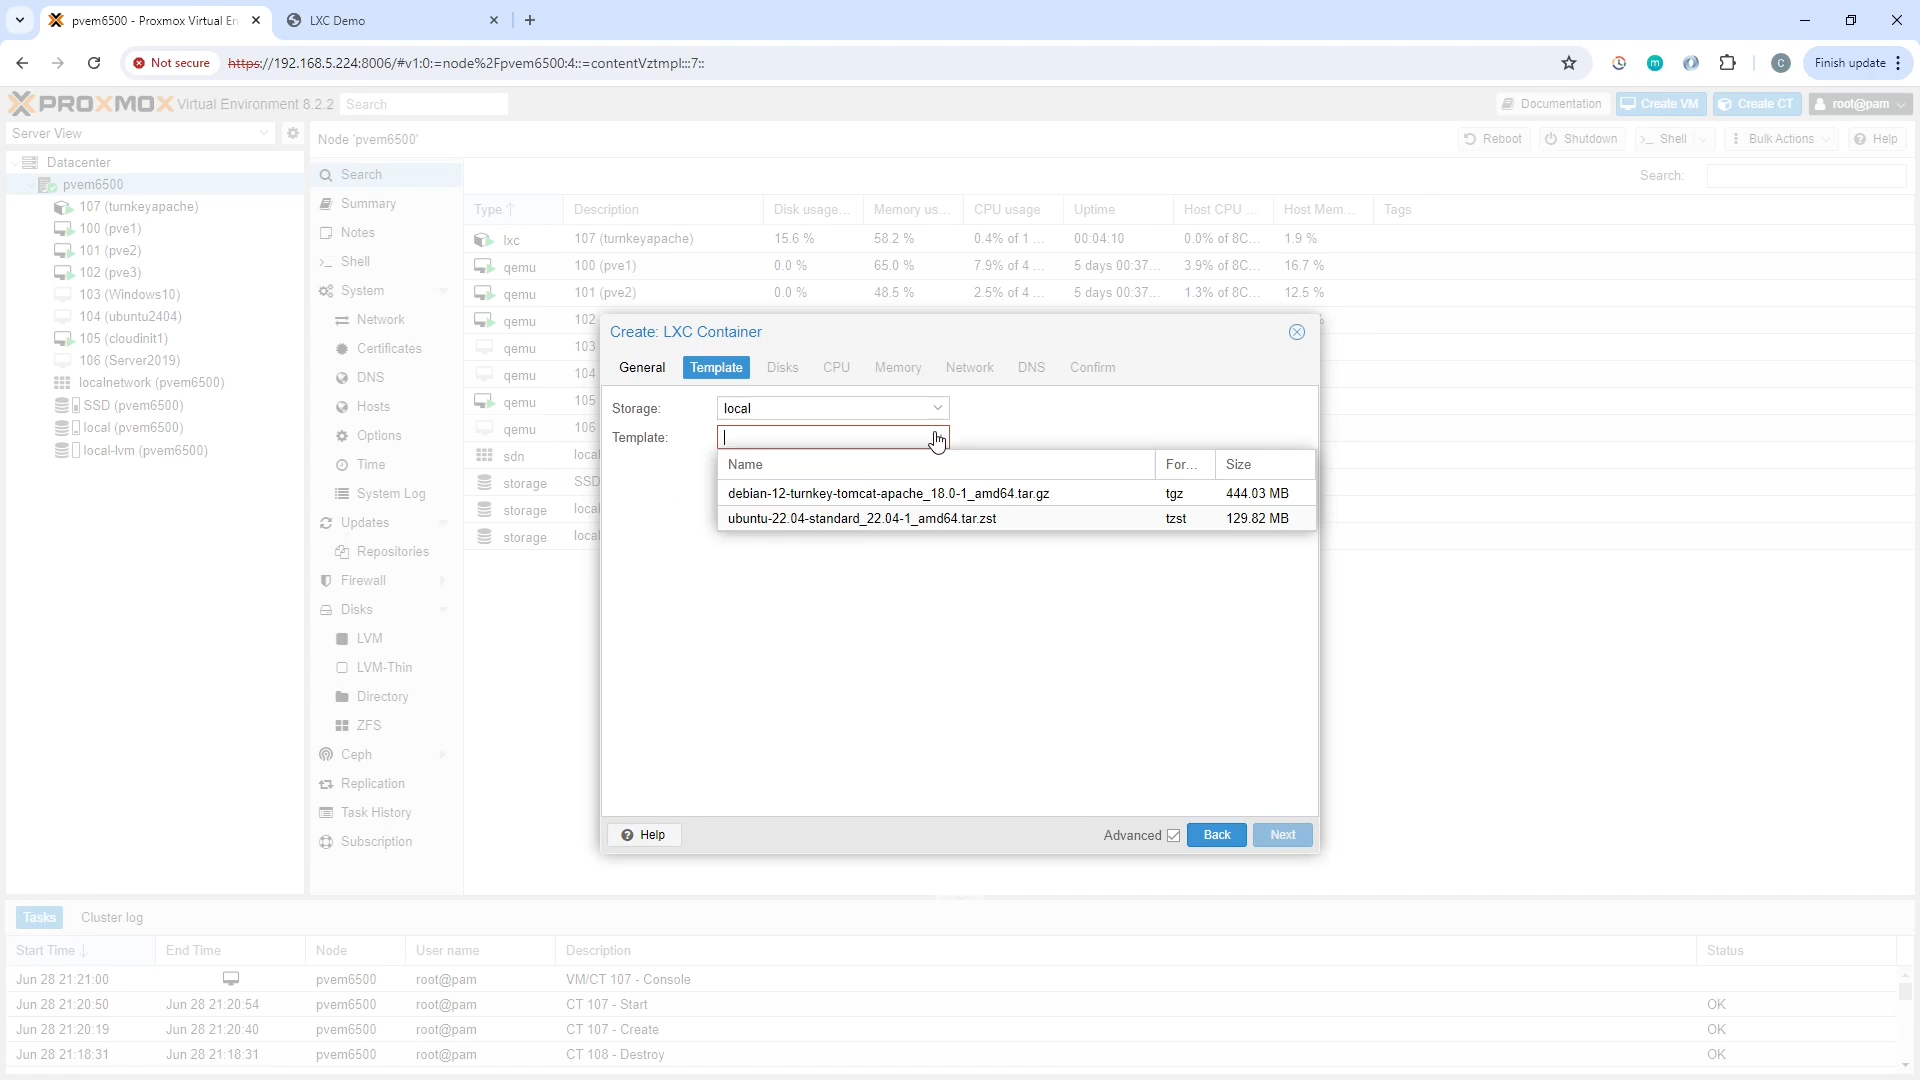 pvem6500 - Proxmox Virtual En
LXC Demo
Not secure
https://192.168.5.224:8006/#v1:0:=node%2Fpvem6500:4::=contentVztmpl:::7::
Finish update
C
PROXMOX Virtual Environment 8.2.2 Search
Documentation Create VM Create CT root@pam
Server View
Node 'pvem6500'
Reboot Shutdown >_ Shell Bulk Actions Help
Datacenter
pvem6500
107 (turnkeyapache)
100 (pve1)
101 (pve2)
102 (pve3)
103 (Windows10)
104 (ubuntu2404)
105 (cloudinit1)
106 (Server2019)
localnetwork (pvem6500)
SSD (pvem6500)
local (pvem6500)
local-lvm (pvem6500)
Search
Summary
Notes
>_ Shell
System
Network
Certificates
DNS
Hosts
Options
Time
System Log
Updates
Repositories
Firewall
Disks
LVM
LVM-Thin
Directory
ZFS
Ceph
Replication
Task History
Subscription
Search:
Type Description Disk usage... Memory us... CPU usage Uptime Host CPU ... Host Mem... Tags
lxc 107 (turnkeyapache) 15.6 % 58.2 % 0.4% of 1 ... 00:04:10 0.0% of 8C... 1.9 %
qemu 100 (pve1) 0.0 % 65.0 % 7.9% of 4 ... 5 days 00:37... 3.9% of 8C... 16.7 %
qemu 101 (pve2) 0.0 % 48.5 % 2.5% of 4 ... 5 days 00:37... 1.3% of 8C... 12.5 %
qemu 102
qemu 103
qemu 104
qemu 105
qemu 106
sdn local
storage SSD
storage local
storage local
Create: LXC Container
General Template Disks CPU Memory Network DNS Confirm
Storage: local
Template:
Name For... Size
debian-12-turnkey-tomcat-apache_18.0-1_amd64.tar.gz tgz 444.03 MB
ubuntu-22.04-standard_22.04-1_amd64.tar.zst tzst 129.82 MB
Help Advanced Back Next
Tasks Cluster log
Start Time End Time Node User name Description Status
Jun 28 21:21:00 pvem6500 root@pam VM/CT 107 - Console
Jun 28 21:20:50 Jun 28 21:20:54 pvem6500 root@pam CT 107 - Start OK
Jun 28 21:20:19 Jun 28 21:20:40 pvem6500 root@pam CT 107 - Create OK
Jun 28 21:18:31 Jun 28 21:18:31 pvem6500 root@pam CT 108 - Destroy OK